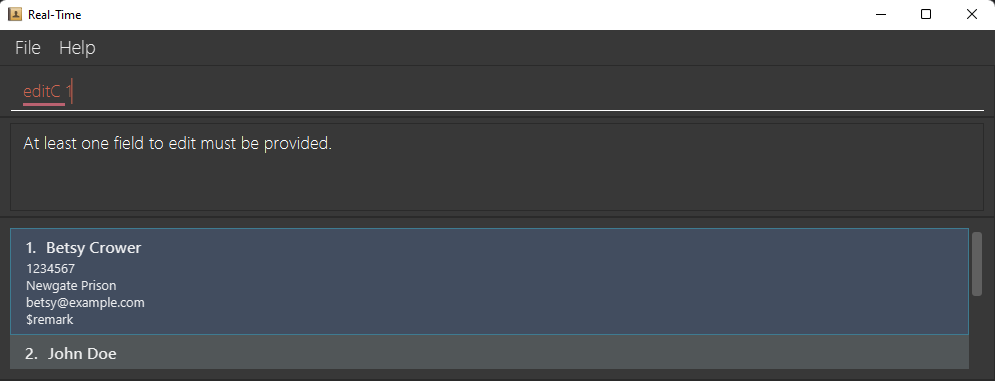 Real-Time
File Help
editC 1
At least one field to edit must be provided.
1. Betsy Crower
1234567
Newgate Prison
betsy@example.com
$remark
2. John Doe